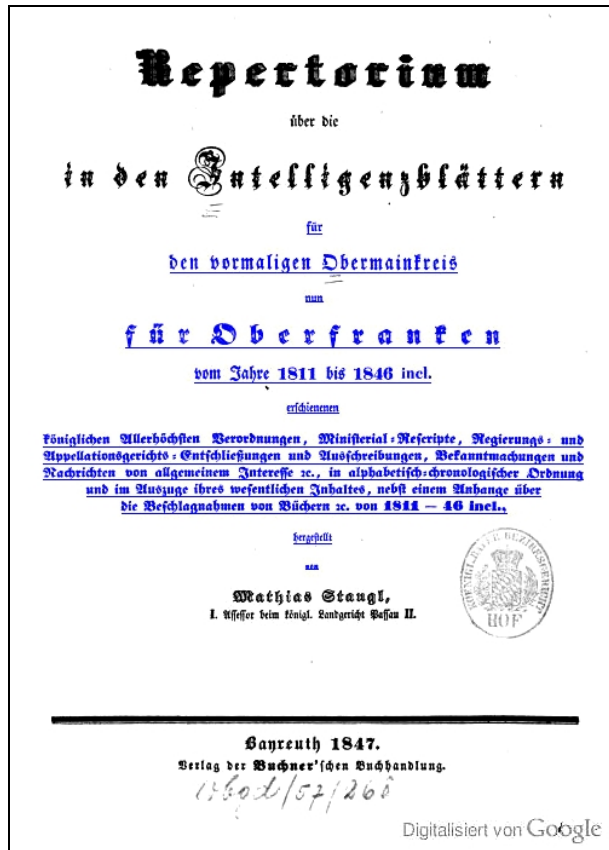 Repertorium
über die
in den Intelligenzblättern
für
den vormaligen Obermainkreis
nun
für Oberfranken
vom Jahre 1811 bis 1846 incl.
erschienenen
königlichen Allerhöchsten Verordnungen, Ministerial-Rescripte, Regierungs- und
Appellationsgerichts-Entschließungen und Ausschreibungen, Bekanntmachungen und
Nachrichten von allgemeinem Interesse ꝛc., in alphabetisch-chronologischer Ordnung
und im Auszuge ihres wesentlichen Inhaltes, nebst einem Anhange über
die Beschlagnahmen von Büchern ꝛc. von 1811 — 46 incl.,
hergestellt
von
Mathias Stangl,
I. Assessor beim königl. Landgericht Passau II.
HOF
Bayreuth 1847.
Verlag der Buchner'schen Buchhandlung.
Digitalisiert von Google